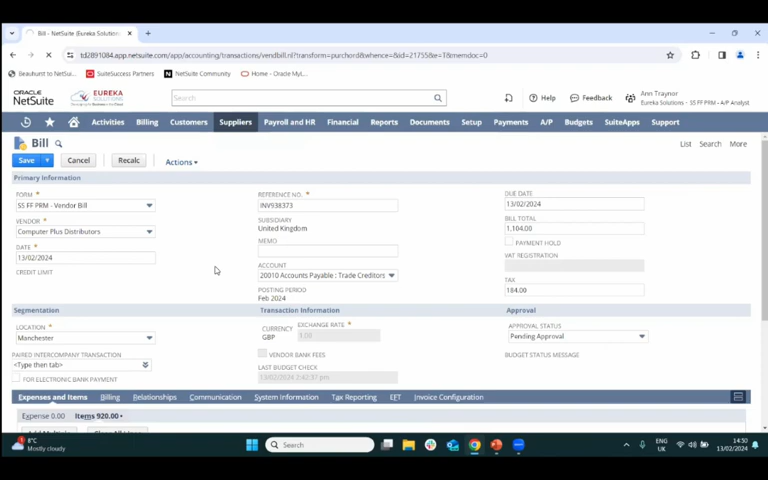 Bill - NetSuite (Eureka Solution
td2891084.app.netsuite.com/app/accounting/transactions/vendbill.nl?transform=purchord&whence=&id=21755&e=T&memdoc=0
Beauhurst to NetSui...
SuiteSuccess Partners
NetSuite Community
Home - Oracle MyL...
ORACLE
NETSUITE
EUREKA
SOLUTIONS
Search
Help
Feedback
Ann Traynor
Eureka Solutions - SS FF PRM - A/P Analyst
Activities
Billing
Customers
Suppliers
Payroll and HR
Financial
Reports
Documents
Setup
Payments
A/P
Budgets
SuiteApps
Support
Bill
List
Search
More
Save
Cancel
Recalc
Actions
Primary Information
FORM *
SS FF PRM - Vendor Bill
VENDOR *
Computer Plus Distributors
DATE *
13/02/2024
CREDIT LIMIT
REFERENCE NO. *
INV938373
SUBSIDIARY
United Kingdom
MEMO
ACCOUNT *
20010 Accounts Payable : Trade Creditors
POSTING PERIOD
Feb 2024
DUE DATE
13/02/2024
BILL TOTAL
1,104.00
PAYMENT HOLD
VAT REGISTRATION
TAX
184.00
Segmentation
LOCATION *
Manchester
PAIRED INTERCOMPANY TRANSACTION
<Type then tab>
FOR ELECTRONIC BANK PAYMENT
Transaction Information
CURRENCY
GBP
EXCHANGE RATE *
1.00
VENDOR BANK FEES
LAST BUDGET CHECK
13/02/2024 2:42:37 pm
Approval
APPROVAL STATUS
Pending Approval
BUDGET STATUS MESSAGE
Expenses and Items
Billing
Relationships
Communication
System Information
Tax Reporting
EFT
Invoice Configuration
Expense 0.00
Items 920.00
Add Multiple
Clear All Lines
8°C
Mostly cloudy
Search
ENG
UK
14:50
13/02/2024